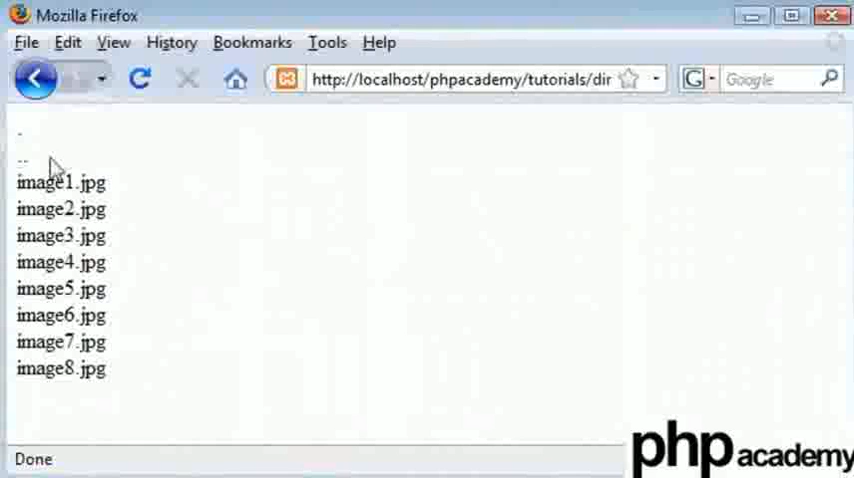 Mozilla Firefox
File Edit View History Bookmarks Tools Help
http://localhost/phpacademy/tutorials/dir Google
.
..
image1.jpg
image2.jpg
image3.jpg
image4.jpg
image5.jpg
image6.jpg
image7.jpg
image8.jpg
Done
php academy